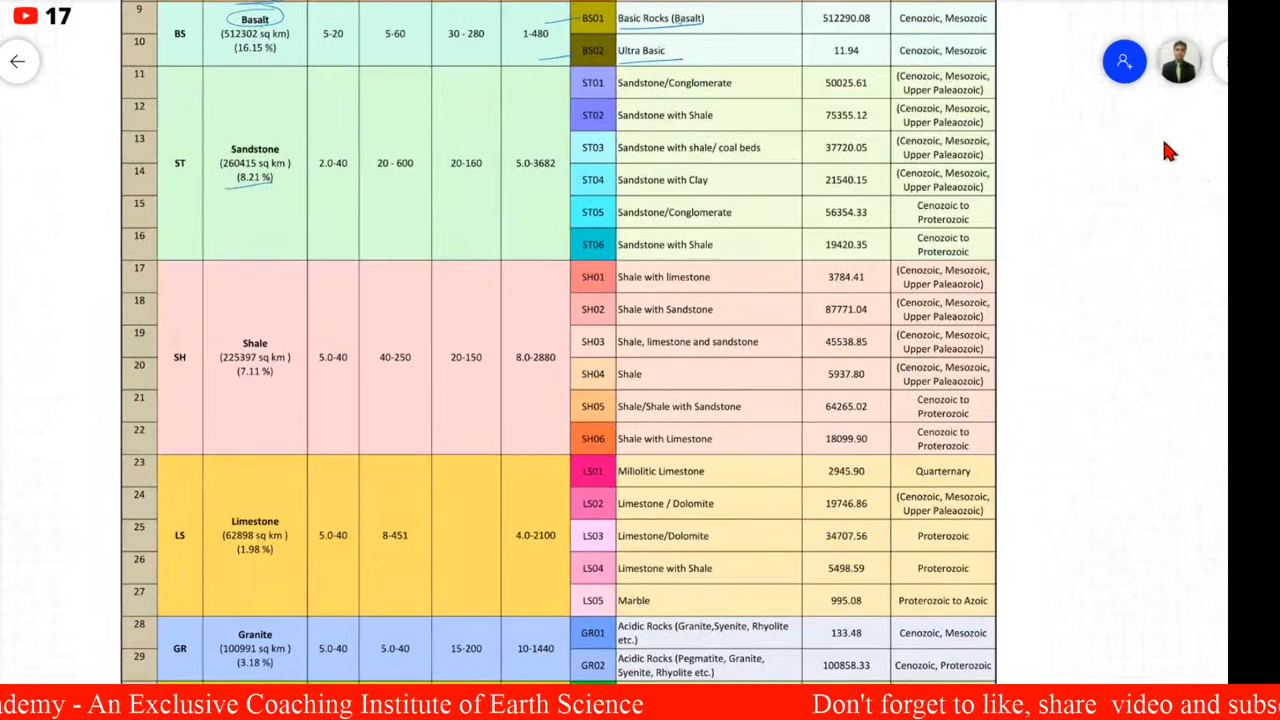 17
9 BS Basalt (512302 sq km) (16.15 %) 5-20 5-60 30 - 280 1-480 BS01 Basic Rocks (Basalt) 512290.08 Cenozoic, Mesozoic
10 BS02 Ultra Basic 11.94 Cenozoic, Mesozoic
11 ST Sandstone (260415 sq km ) (8.21 %) 2.0-40 20 - 600 20-160 5.0-3682 ST01 Sandstone/Conglomerate 50025.61 (Cenozoic, Mesozoic, Upper Paleaozoic)
12 ST02 Sandstone with Shale 75355.12 (Cenozoic, Mesozoic, Upper Paleaozoic)
13 ST03 Sandstone with shale/ coal beds 37720.05 (Cenozoic, Mesozoic, Upper Paleaozoic)
14 ST04 Sandstone with Clay 21540.15 (Cenozoic, Mesozoic, Upper Paleaozoic)
15 ST05 Sandstone/Conglomerate 56354.33 Cenozoic to Proterozoic
16 ST06 Sandstone with Shale 19420.35 Cenozoic to Proterozoic
17 SH Shale (225397 sq km ) (7.11 %) 5.0-40 40-250 20-150 8.0-2880 SH01 Shale with limestone 3784.41 (Cenozoic, Mesozoic, Upper Paleaozoic)
18 SH02 Shale with Sandstone 87771.04 (Cenozoic, Mesozoic, Upper Paleaozoic)
19 SH03 Shale, limestone and sandstone 45538.85 (Cenozoic, Mesozoic, Upper Paleaozoic)
20 SH04 Shale 5937.80 (Cenozoic, Mesozoic, Upper Paleaozoic)
21 SH05 Shale/Shale with Sandstone 64265.02 Cenozoic to Proterozoic
22 SH06 Shale with Limestone 18099.90 Cenozoic to Proterozoic
23 LS Limestone (62898 sq km ) (1.98 %) 5.0-40 8-451 4.0-2100 LS01 Miliolitic Limestone 2945.90 Quarternary
24 LS02 Limestone / Dolomite 19746.86 (Cenozoic, Mesozoic, Upper Paleaozoic)
25 LS03 Limestone/Dolomite 34707.56 Proterozoic
26 LS04 Limestone with Shale 5498.59 Proterozoic
27 LS05 Marble 995.08 Proterozoic to Azoic
28 GR Granite (100991 sq km ) (3.18 %) 5.0-40 5.0-40 15-200 10-1440 GR01 Acidic Rocks (Granite,Syenite, Rhyolite etc.) 133.48 Cenozoic, Mesozoic
29 GR02 Acidic Rocks (Pegmatite, Granite, Syenite, Rhyolite etc.) 100858.33 Cenozoic, Proterozoic
ademy - An Exclusive Coaching Institute of Earth Science Don't forget to like, share video and subs